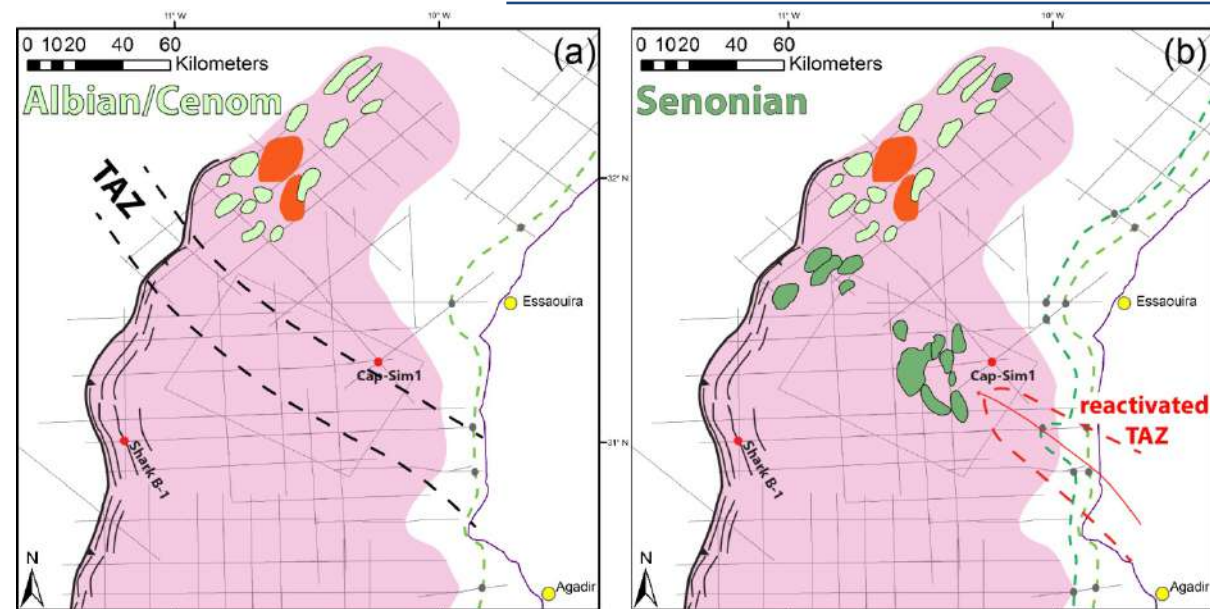 11° W
10° W
0 10 20 40 60
Kilometers
(a)
Albian/Cenom
TAZ
32° N
Essaouira
Cap-Sim1
31° N
Shark B-1
N
Agadir
11° W
10° W
0 10 20 40 60
Kilometers
(b)
Senonian
Essaouira
Cap-Sim1
reactivated
TAZ
Shark B-1
N
Agadir